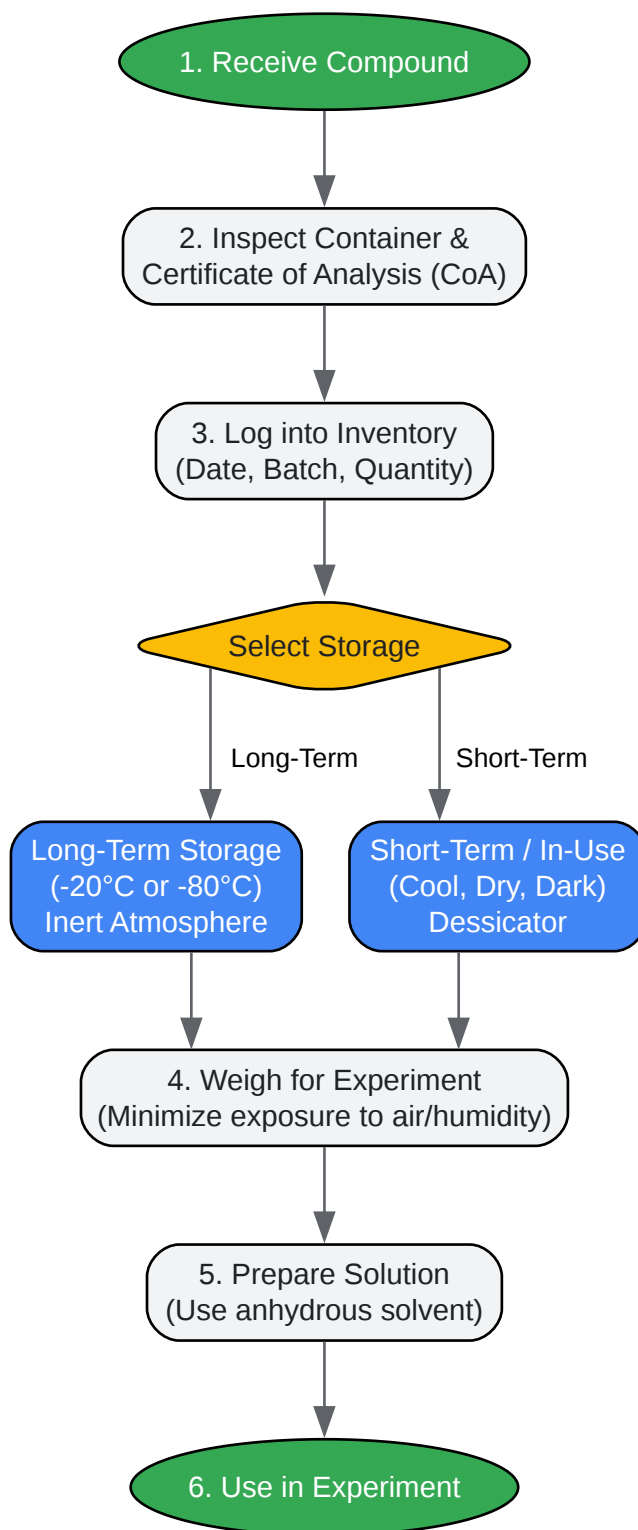 1. Receive Compound
2. Inspect Container &
Certificate of Analysis (CoA)
3. Log into Inventory
(Date, Batch, Quantity)
Select Storage
Long-Term
Short-Term
Long-Term Storage
(-20°C or -80°C)
Inert Atmosphere
Short-Term / In-Use
(Cool, Dry, Dark)
Dessicator
4. Weigh for Experiment
(Minimize exposure to air/humidity)
5. Prepare Solution
(Use anhydrous solvent)
6. Use in Experiment